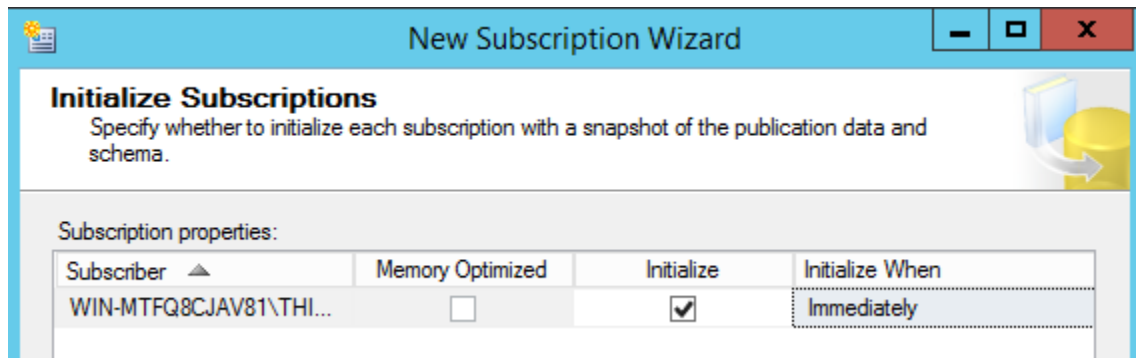 New Subscription Wizard
Initialize Subscriptions
Specify whether to initialize each subscription with a snapshot of the publication data and
schema.
Subscription properties:
Subscriber Memory Optimized Initialize Initialize When
WIN-MTFQ8CJAV81\THI... Immediately